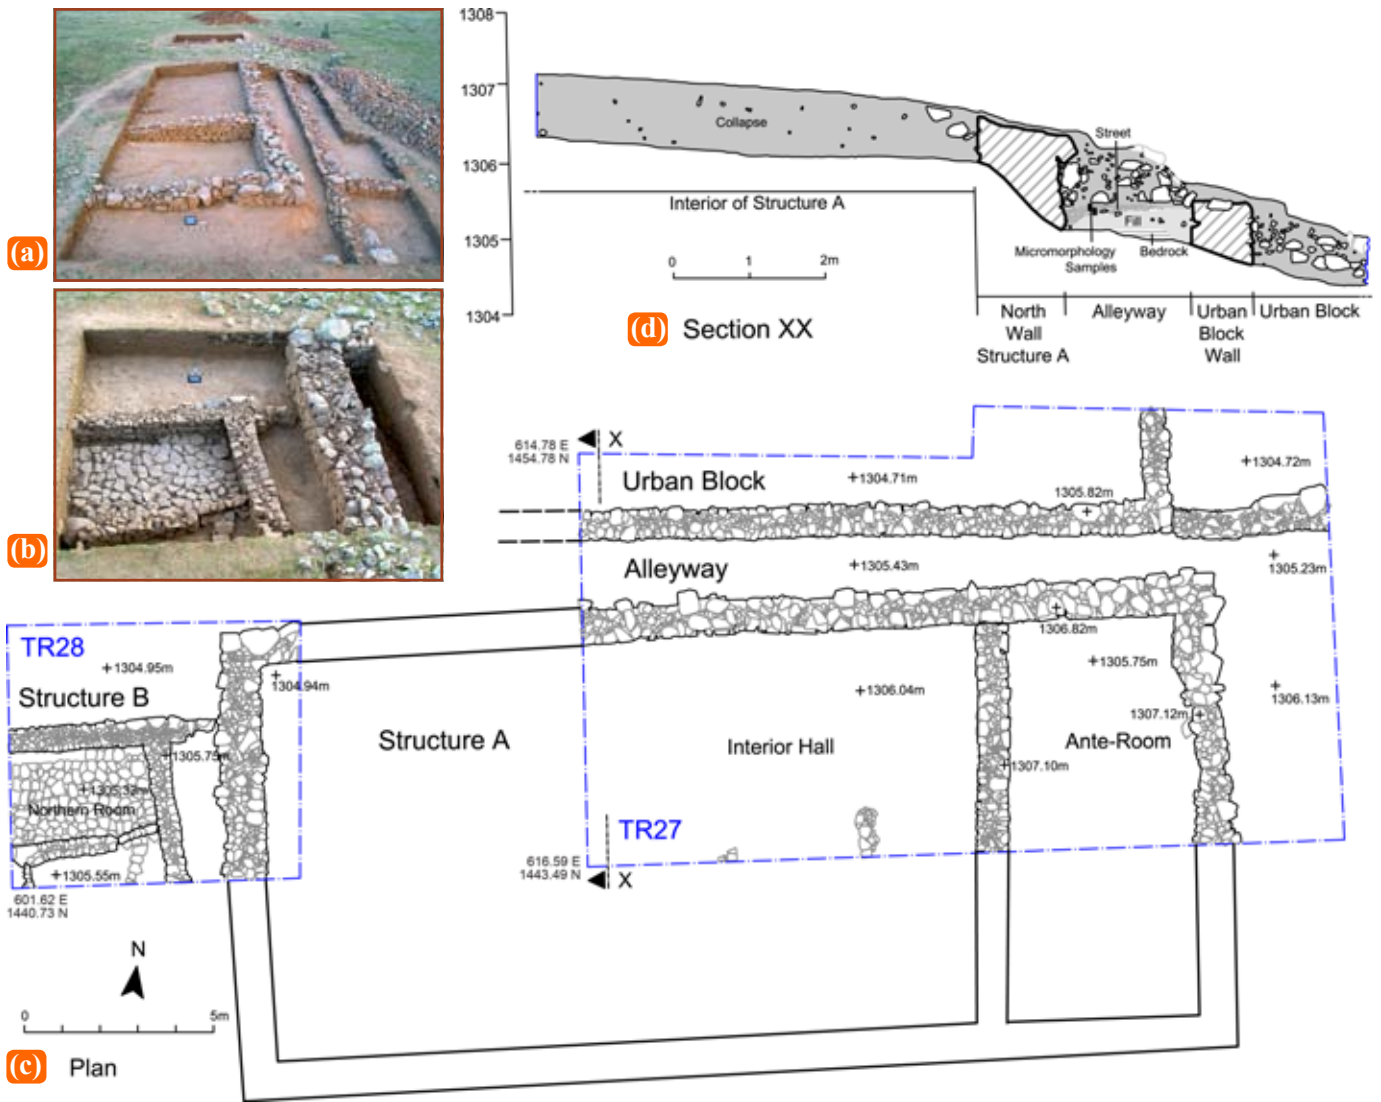 (a)
(b)
1308
1307
1306
1305
1304
Collapse
Street
Interior of Structure A
Fill
Micromorphology
Samples
Bedrock
0 1 2m
(d) Section XX
North
Wall
Structure A
Alleyway
Urban
Block
Wall
Urban Block
614.78 E
1454.78 N
X
Urban Block
1304.71m
1305.82m
1304.72m
Alleyway
1305.43m
1305.23m
TR28
1304.95m
1304.94m
Structure B
1306.82m
1305.75m
1306.04m
1306.13m
1307.12m
Structure A
Interior Hall
Ante-Room
1305.75m
1307.10m
1305.33m
Northern Room
TR27
1305.55m
616.59 E
1443.49 N
X
601.62 E
1440.73 N
N
0 5m
(c) Plan